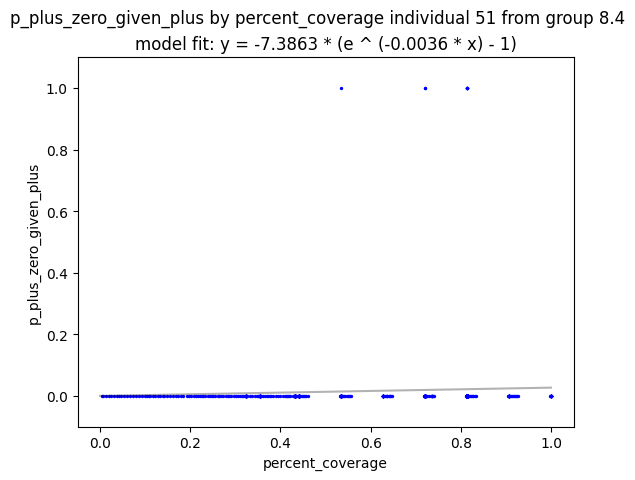 p_plus_zero_given_plus by percent_coverage individual 51 from group 8.4
model fit: y = -7.3863 * (e ^ (-0.0036 * x) - 1)
1.0
0.8
0.6
0.4
0.2
0.0
p_plus_zero_given_plus
0.0 0.2 0.4 0.6 0.8 1.0
percent_coverage